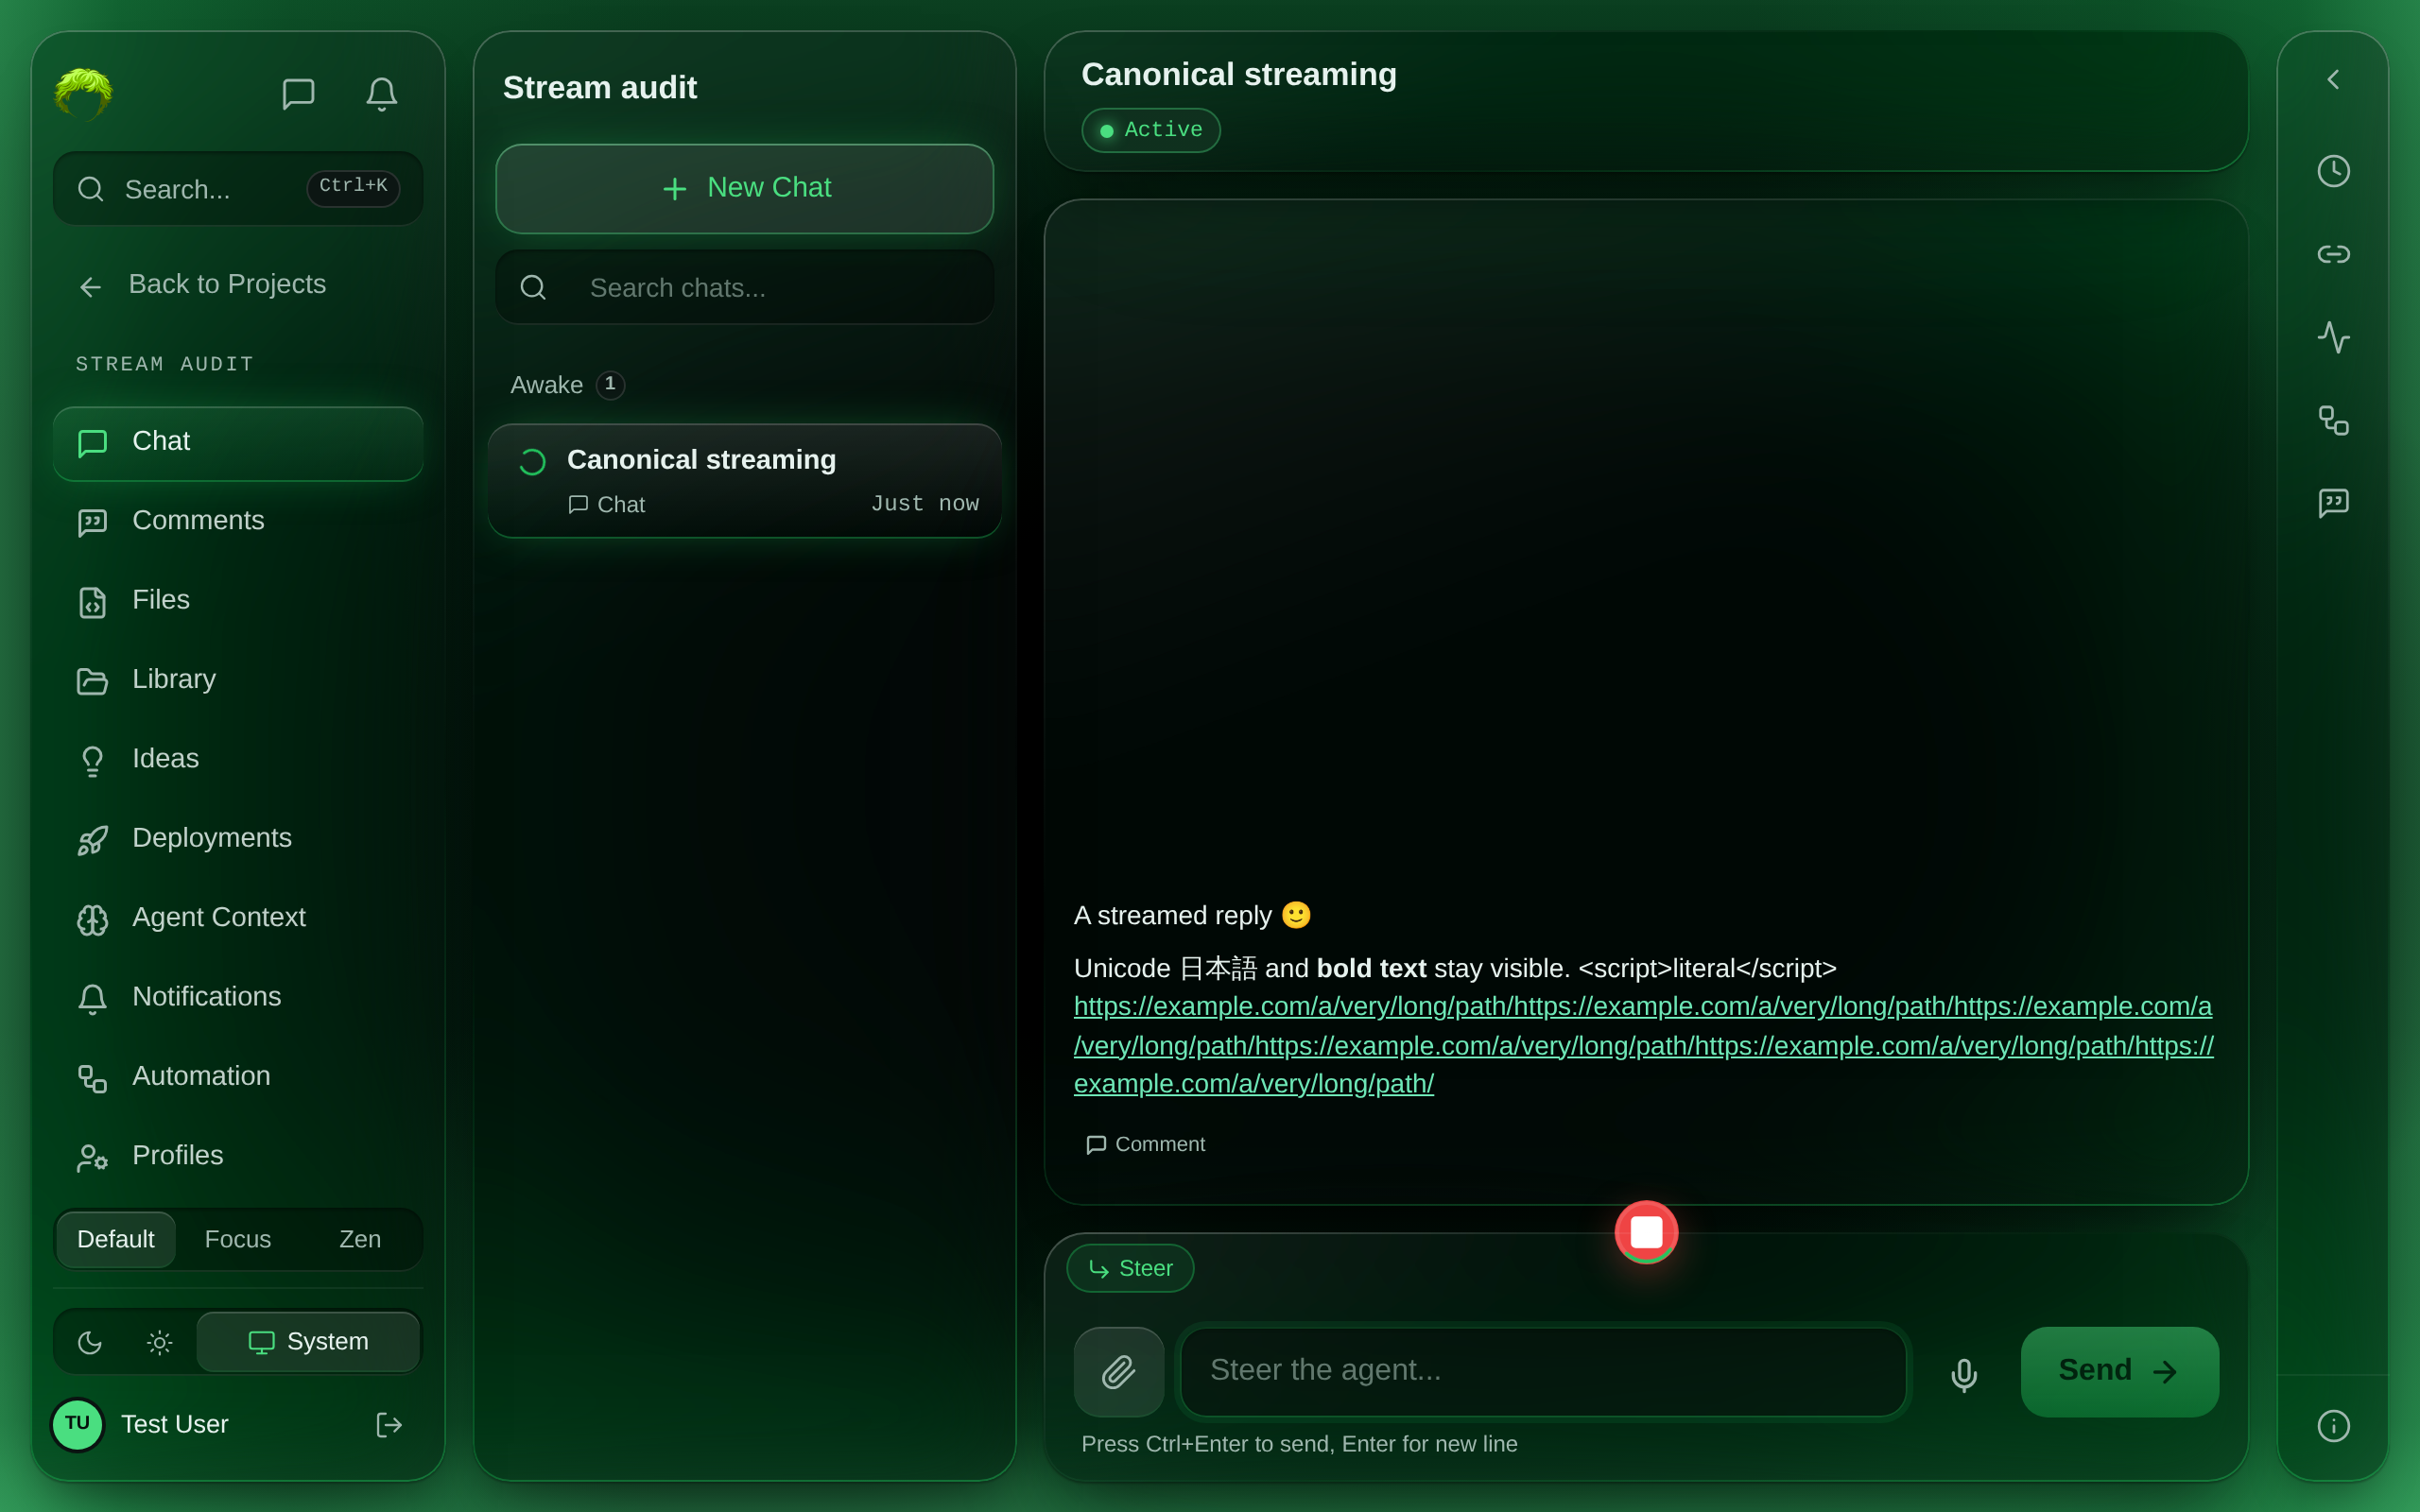 Search...
Ctrl+K
Back to Projects
STREAM AUDIT
Chat
Comments
Files
Library
Ideas
Deployments
Agent Context
Notifications
Automation
Profiles
Default Focus Zen
System
TU Test User
Stream audit
New Chat
Search chats...
Awake 1
Canonical streaming
Chat Just now
Canonical streaming
Active
A streamed reply 🙂
Unicode 日本語 and bold text stay visible. <script>literal</script>
https://example.com/a/very/long/path/https://example.com/a/very/long/path/https://example.com/a
/very/long/path/https://example.com/a/very/long/path/https://example.com/a/very/long/path/https://
example.com/a/very/long/path/
Comment
Steer
Steer the agent...
Send
Press Ctrl+Enter to send, Enter for new line